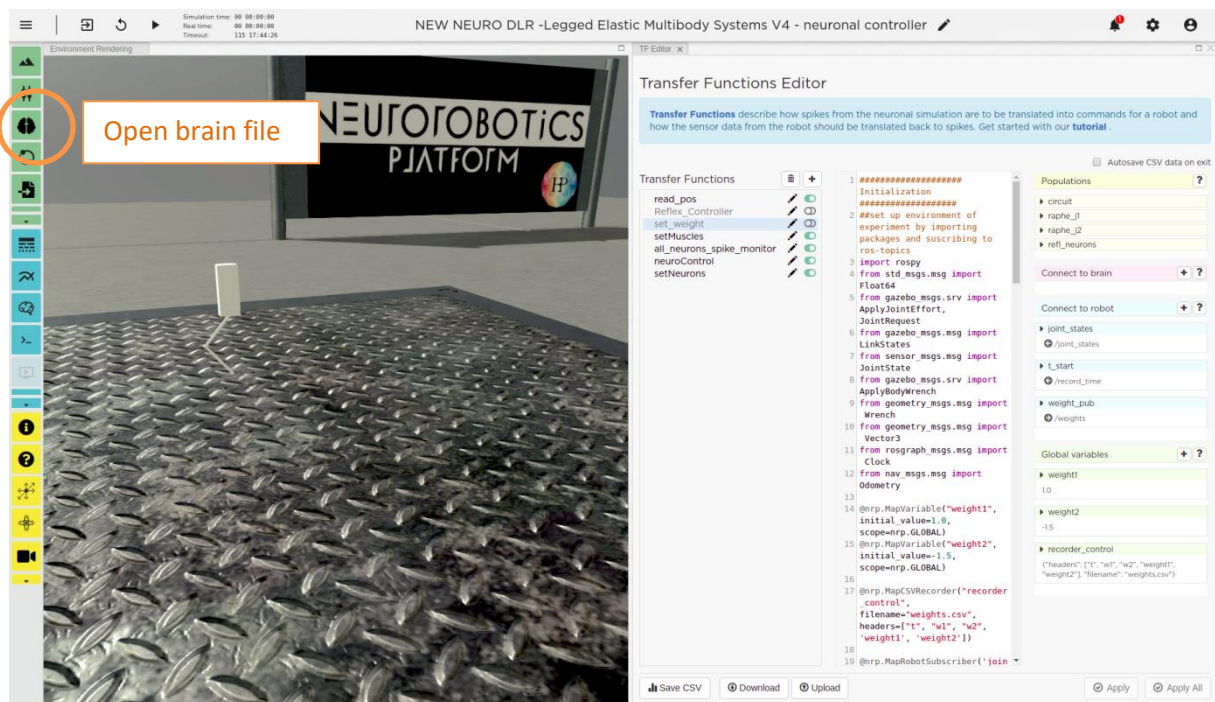 Simulation time: 00 00:00:00
Real time: 00 00:00:00
Timeout: 115 17:44:26
NEW NEURO DLR -Legged Elastic Multibody Systems V4 - neuronal controller
Environment Rendering
Open brain file
NEUROROBOTICS
PLATFORM
HP
TF Editor x
Transfer Functions Editor
Transfer Functions describe how spikes from the neuronal simulation are to be translated into commands for a robot and
how the sensor data from the robot should be translated back to spikes. Get started with our tutorial .
Autosave CSV data on exit
Transfer Functions
read_pos
Reflex_Controller
set_weight
setMuscles
all_neurons_spike_monitor
neuroControl
setNeurons
1 ####################
Initialization
###################
2 ##set up environment of
experiment by importing
packages and suscribing to
ros-topics
3 import rospy
4 from std_msgs.msg import
Float64
5 from gazebo_msgs.srv import
ApplyJointEffort,
JointRequest
6 from gazebo_msgs.msg import
LinkStates
7 from sensor_msgs.msg import
JointState
8 from gazebo_msgs.srv import
ApplyBodyWrench
9 from geometry_msgs.msg import
Wrench
10 from geometry_msgs.msg import
Vector3
11 from rosgraph_msgs.msg import
Clock
12 from nav_msgs.msg import
Odometry
13
14 @nrp.MapVariable("weight1",
initial_value=1.0,
scope=nrp.GLOBAL)
15 @nrp.MapVariable("weight2",
initial_value=-1.5,
scope=nrp.GLOBAL)
16
17 @nrp.MapCSVRecorder("recorder
_control",
filename="weights.csv",
headers=["t", "w1", "w2",
'weight1', 'weight2'])
18
19 @nrp.MapRobotSubscriber('join
Populations ?
circuit
raphe_j1
raphe_j2
refl_neurons
Connect to brain + ?
Connect to robot + ?
joint_states
/joint_states
t_start
/record_time
weight_pub
/weights
Global variables + ?
weight1
1.0
weight2
-1.5
recorder_control
{"headers": ["t", "w1", "w2", "weight1",
"weight2"], "filename": "weights.csv"}
Save CSV
Download
Upload
Apply
Apply All